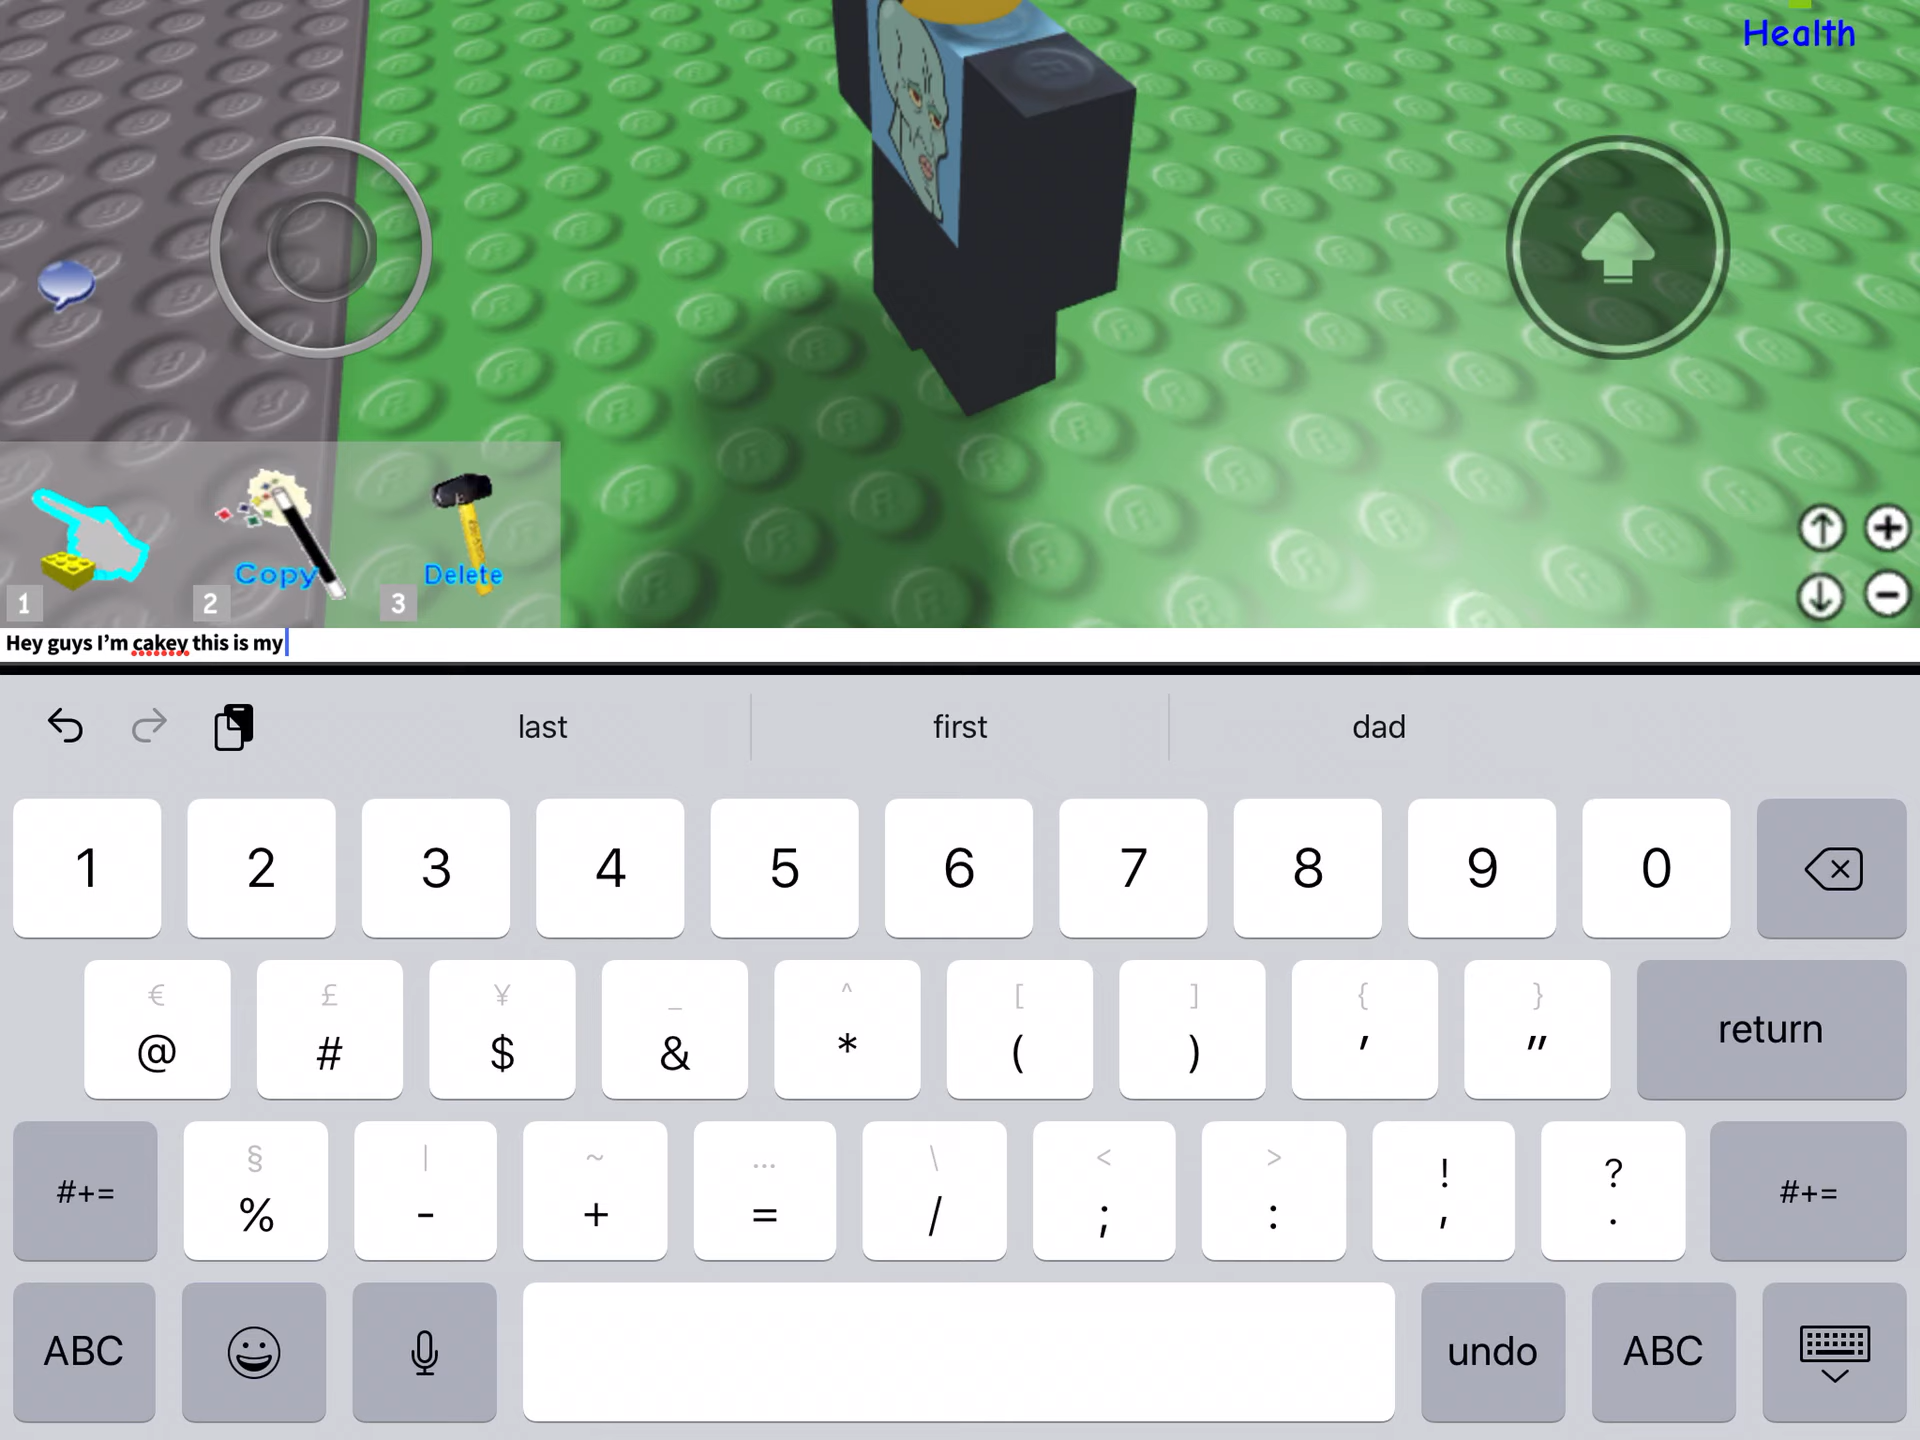 Health
Copy
Delete
1
2
3
Hey guys I’m cakey this is my
last first dad
1 2 3 4 5 6 7 8 9 0
€ £ ¥ _ ^ [ ] { }
@ # $ & * ( ) ' " return
§ | ~ … \ < > ! ?
#+= % - + = / ; : , . #+=
ABC undo ABC